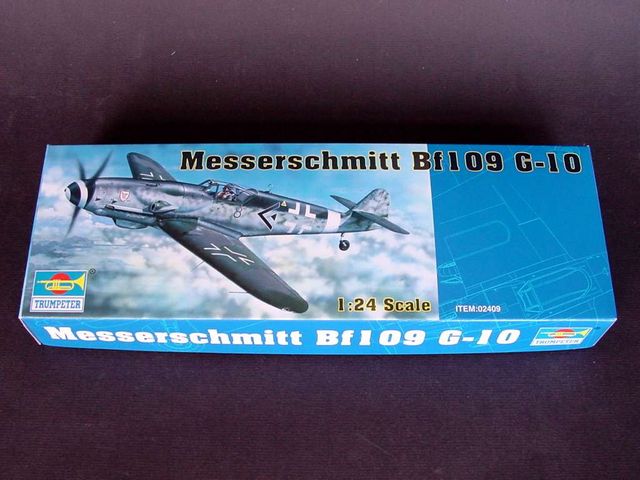 Messerschmitt Bf109 G-10
TRUMPETER
®
1:24 Scale
ITEM:02409
Messerschmitt Bf109 G-10
TRUMPETER